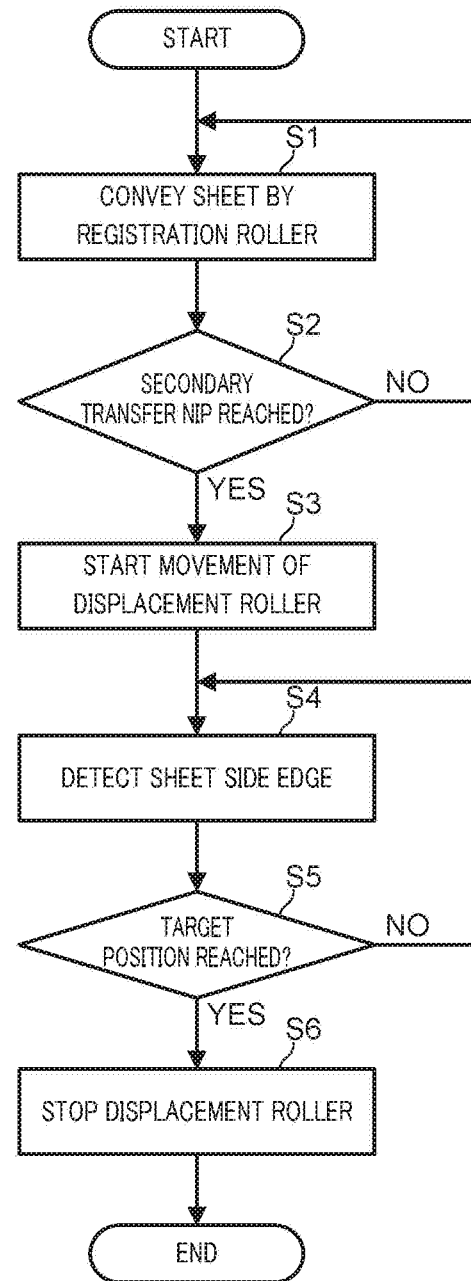 START
S1
CONVEY SHEET BY
REGISTRATION ROLLER
S2
SECONDARY
TRANSFER NIP REACHED?
NO
YES
S3
START MOVEMENT OF
DISPLACEMENT ROLLER
S4
DETECT SHEET SIDE EDGE
S5
TARGET
POSITION REACHED?
NO
YES
S6
STOP DISPLACEMENT ROLLER
END